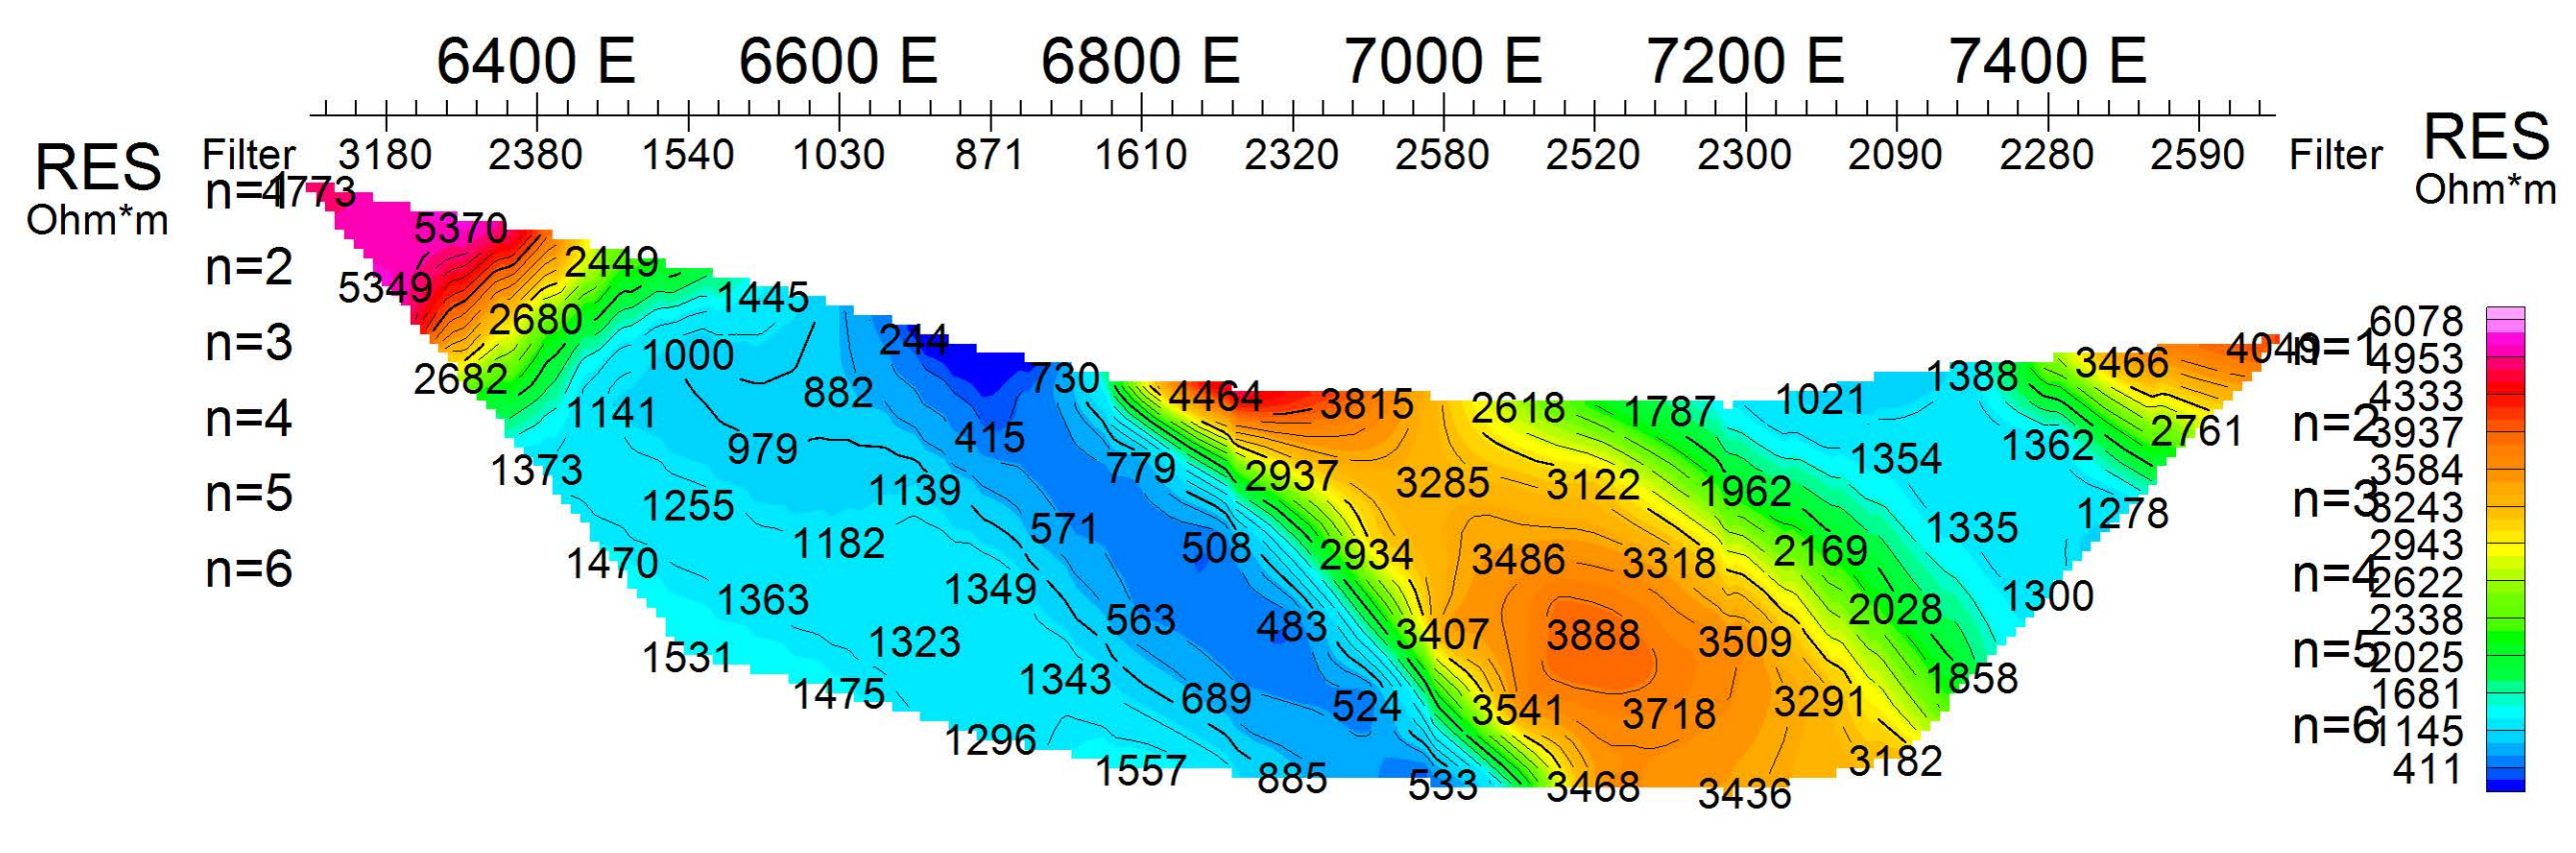 6400 E 6600 E 6800 E 7000 E 7200 E 7400 E
RES
Ohm*m
Filter 3180 2380 1540 1030 871 1610 2320 2580 2520 2300 2090 2280 2590 Filter
RES
Ohm*m
n=1 4773
5370
n=2 2449
5349 1445
2680 244
n=3 1000 730 4049 n=1 6078
2682 882 4464 3815 2618 1787 1021 1388 3466 4953
n=4 1141 415 1354 1362 2761 n=2 4333
3937
979 779 2937 3285 3122 1962
1373 3584
n=5 1255 1139 571 508 2934 1335 1278 n=3 3243
1182 3486 3318 2169 2943
n=6 1470 1363 1349 563 483 2028 1300 n=4 2622
1323 3407 3888 3509 2338
1531 1343 689 524 3541 3718 3291 1858 n=5 2025
1475 1681
1296 n=6 1145
1557 885 533 3468 3436 3182 411